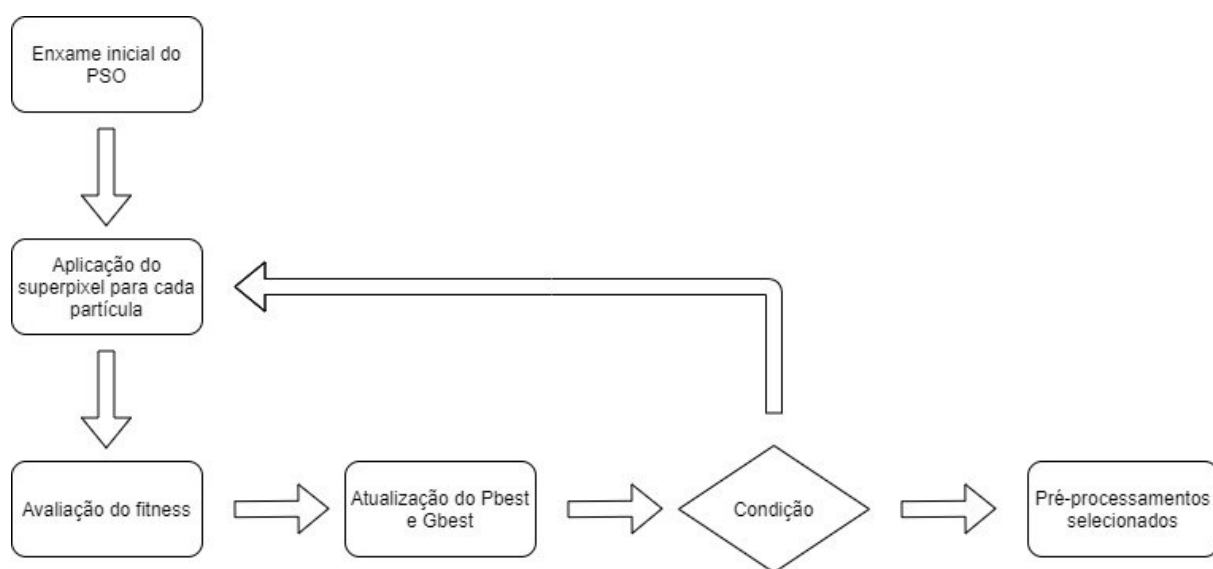 Enxame inicial do
PSO
Aplicação do
superpixel para cada
partícula
Avaliação do fitness
Atualização do Pbest
e Gbest
Condição
Pré-processamentos
selecionados